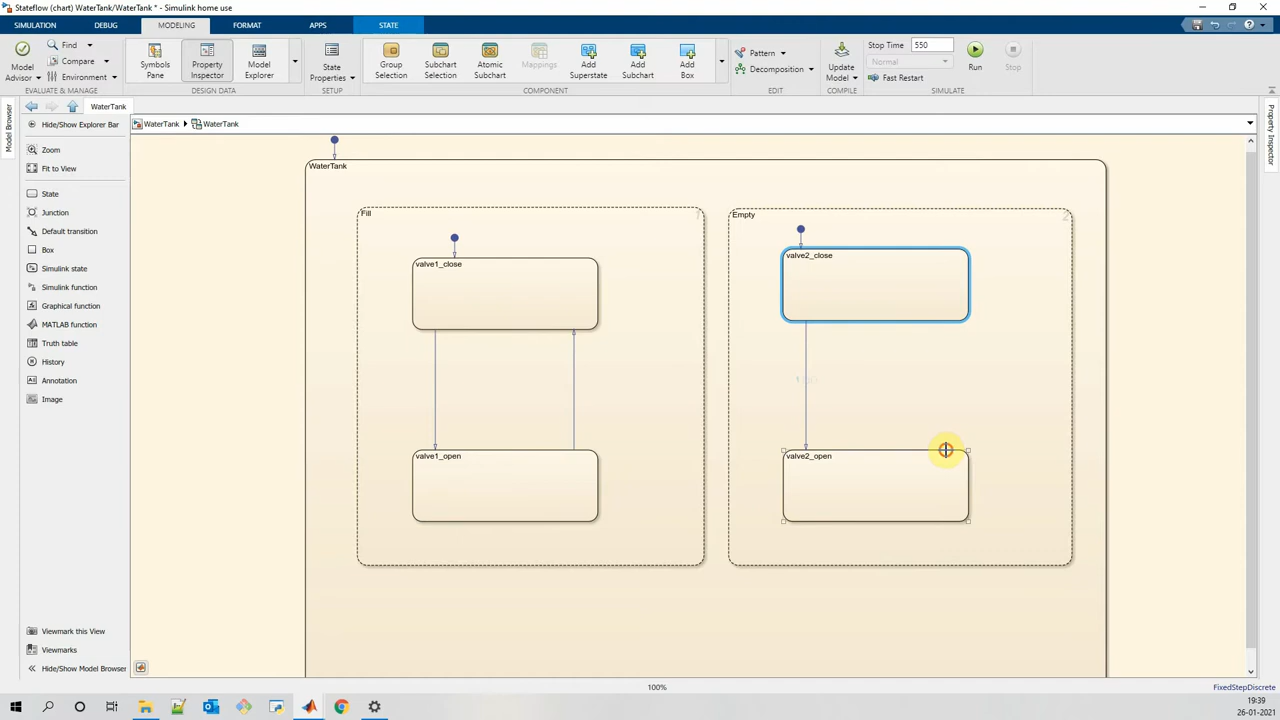 Stateflow (chart) WaterTank/WaterTank * - Simulink home use
SIMULATION DEBUG MODELING FORMAT APPS STATE
Model Advisor
Find
Compare
Environment
Symbols Pane
Property Inspector
Model Explorer
State Properties
Group Selection
Subchart Selection
Atomic Subchart
Mappings
Add Superstate
Add Subchart
Add Box
Pattern
Decomposition
Update Model
Stop Time 550
Normal
Fast Restart
Run
Stop
EVALUATE & MANAGE DESIGN DATA SETUP COMPONENT EDIT COMPILE SIMULATE
WaterTank
Model Browser
Property Inspector
Hide/Show Explorer Bar
WaterTank WaterTank
Zoom
Fit to View
State
Junction
Default transition
Box
Simulink state
Simulink function
Graphical function
MATLAB function
Truth table
History
Annotation
Image
Viewmark this View
Viewmarks
Hide/Show Model Browser
WaterTank
Fill 1
valve1_close
valve1_open
Empty 2
valve2_close
valve2_open
100%
FixedStepDiscrete
19:39
26-01-2021